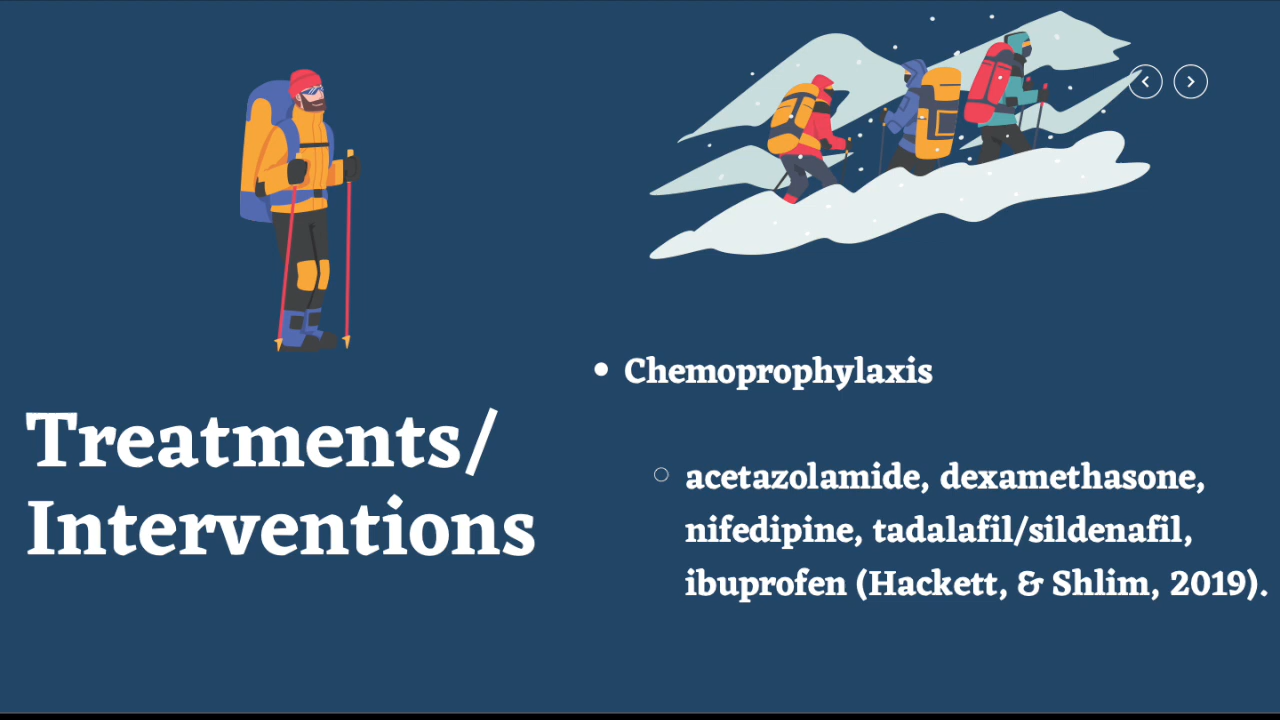 Treatments/
Interventions
• Chemoprophylaxis
○ acetazolamide, dexamethasone,
nifedipine, tadalafil/sildenafil,
ibuprofen (Hackett, & Shlim, 2019).